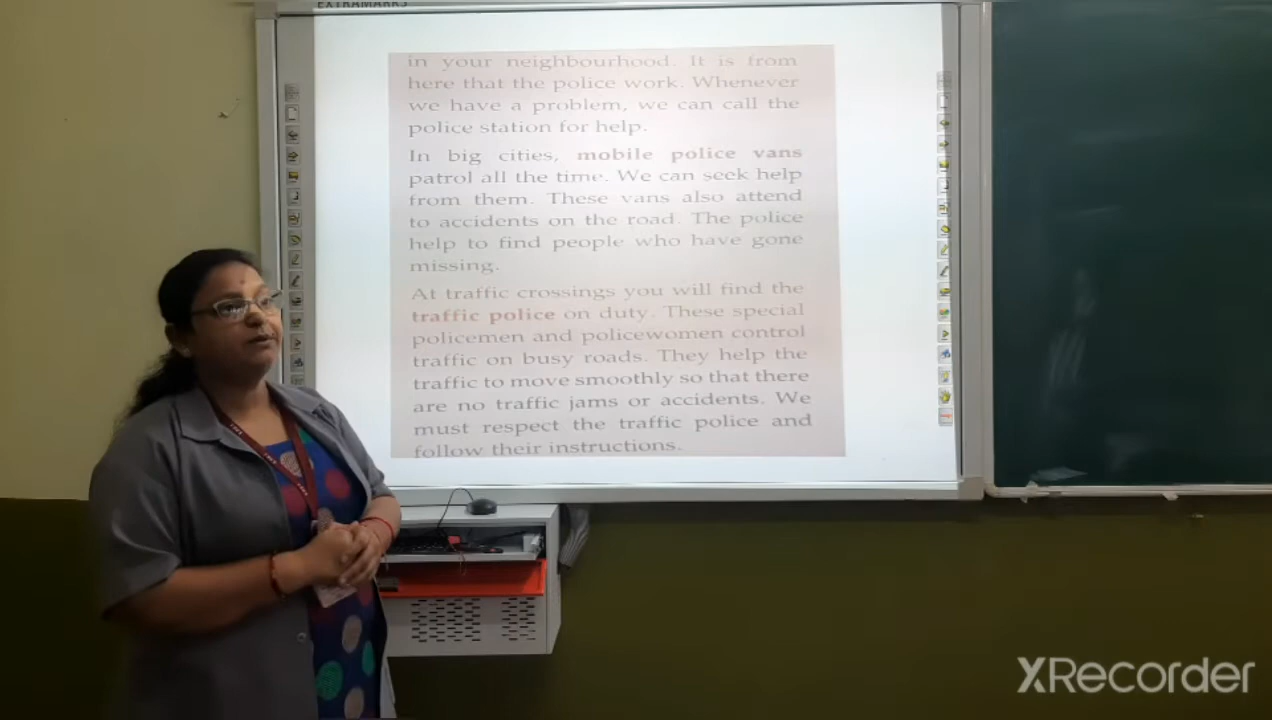 EXTRAMARKS
in your neighbourhood. It is from
here that the police work. Whenever
we have a problem, we can call the
police station for help.
In big cities, mobile police vans
patrol all the time. We can seek help
from them. These vans also attend
to accidents on the road. The police
help to find people who have gone
missing.
At traffic crossings you will find the
traffic police on duty. These special
policemen and policewomen control
traffic on busy roads. They help the
traffic to move smoothly so that there
are no traffic jams or accidents. We
must respect the traffic police and
follow their instructions.
XRecorder